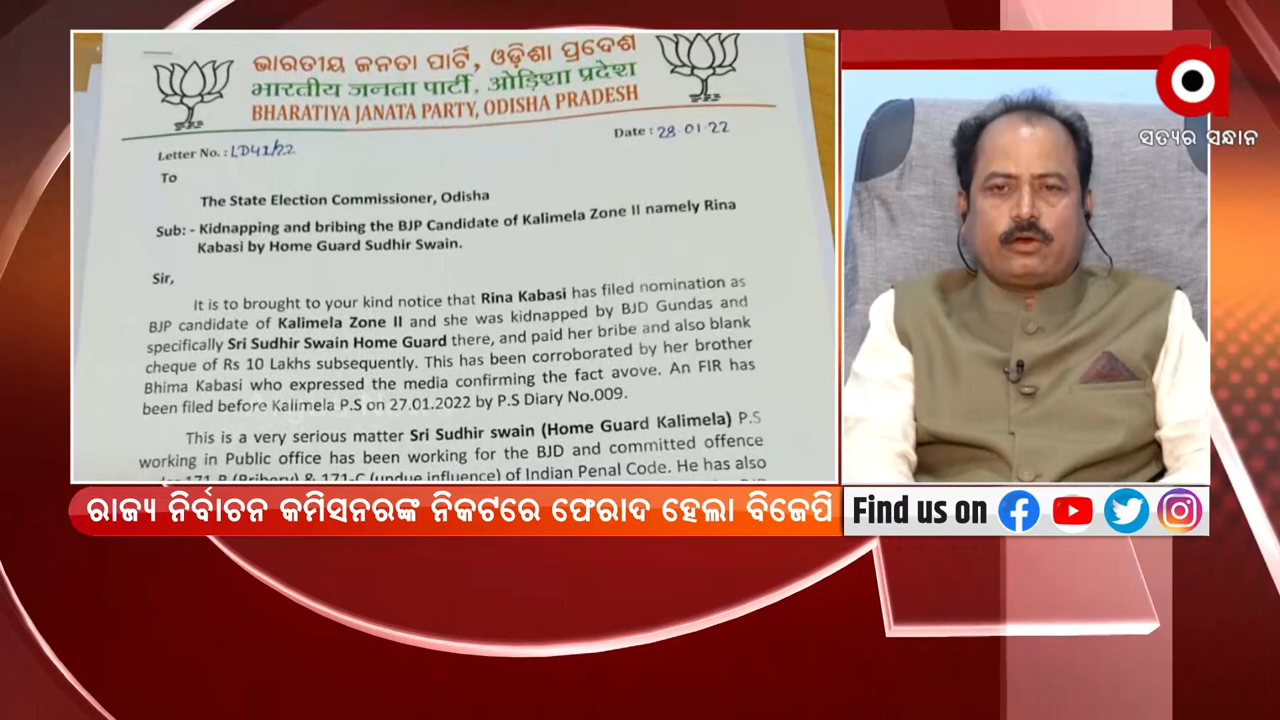 ଭାରତୀୟ ଜନତା ପାର୍ଟି, ଓଡ଼ିଶା ପ୍ରଦେଶ
भारतीय जनता पार्टी, ओड़िशा प्रदेश
BHARATIYA JANATA PARTY, ODISHA PRADESH
Letter No. : LD41/22
Date : 28-01-22
To
The State Election Commissioner, Odisha
Sub: - Kidnapping and bribing the BJP Candidate of Kalimela Zone II namely Rina
Kabasi by Home Guard Sudhir Swain.
Sir,
It is to brought to your kind notice that Rina Kabasi has filed nomination as
BJP candidate of Kalimela Zone II and she was kidnapped by BJD Gundas and
specifically Sri Sudhir Swain Home Guard there, and paid her bribe and also blank
cheque of Rs 10 Lakhs subsequently. This has been corroborated by her brother
Bhima Kabasi who expressed the media confirming the fact avove. An FIR has
been filed before Kalimela P.S on 27.01.2022 by P.S Diary No.009.
This is a very serious matter Sri Sudhir swain (Home Guard Kalimela) P.S
working in Public office has been working for the BJD and committed offence
171-B (Bribery) & 171-C (undue influence) of Indian Penal Code. He has also
ସତ୍ୟର ସନ୍ଧାନ
ରାଜ୍ୟ ନିର୍ବାଚନ କମିସନରଙ୍କ ନିକଟରେ ଫେରାଦ ହେଲା ବିଜେପି
Find us on